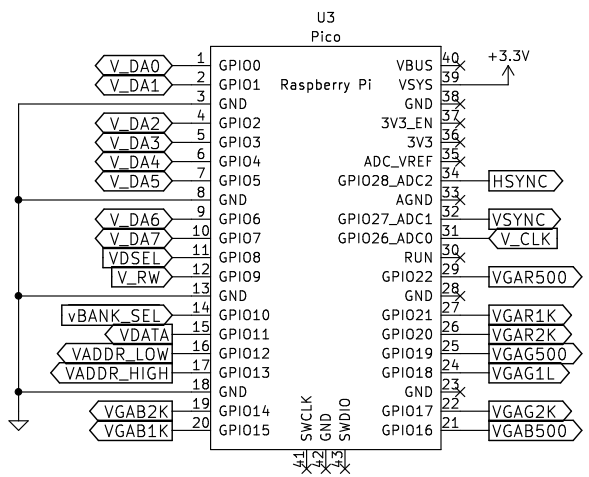 U3
Pico
V_DA0 1 GPIO0 VBUS 40 +3.3V
V_DA1 2 GPIO1 Raspberry Pi VSYS 39
3 GND GND 38
V_DA2 4 GPIO2 3V3_EN 37
V_DA3 5 GPIO3 3V3 36
V_DA4 6 GPIO4 ADC_VREF 35
V_DA5 7 GPIO5 GPIO28_ADC2 34 HSYNC
8 GND AGND 33
V_DA6 9 GPIO6 GPIO27_ADC1 32 VSYNC
V_DA7 10 GPIO7 GPIO26_ADC0 31 V_CLK
VDSEL 11 GPIO8 RUN 30
V_RW 12 GPIO9 GPIO22 29 VGAR500
13 GND GND 28
vBANK_SEL 14 GPIO10 GPIO21 27 VGAR1K
VDATA 15 GPIO11 GPIO20 26 VGAR2K
VADDR_LOW 16 GPIO12 GPIO19 25 VGAG500
VADDR_HIGH 17 GPIO13 GPIO18 24 VGAG1L
18 GND GND 23
VGAB2K 19 GPIO14 GPIO17 22 VGAG2K
VGAB1K 20 GPIO15 GPIO16 21 VGAB500
SWCLK GND SWDIO
41 42 43